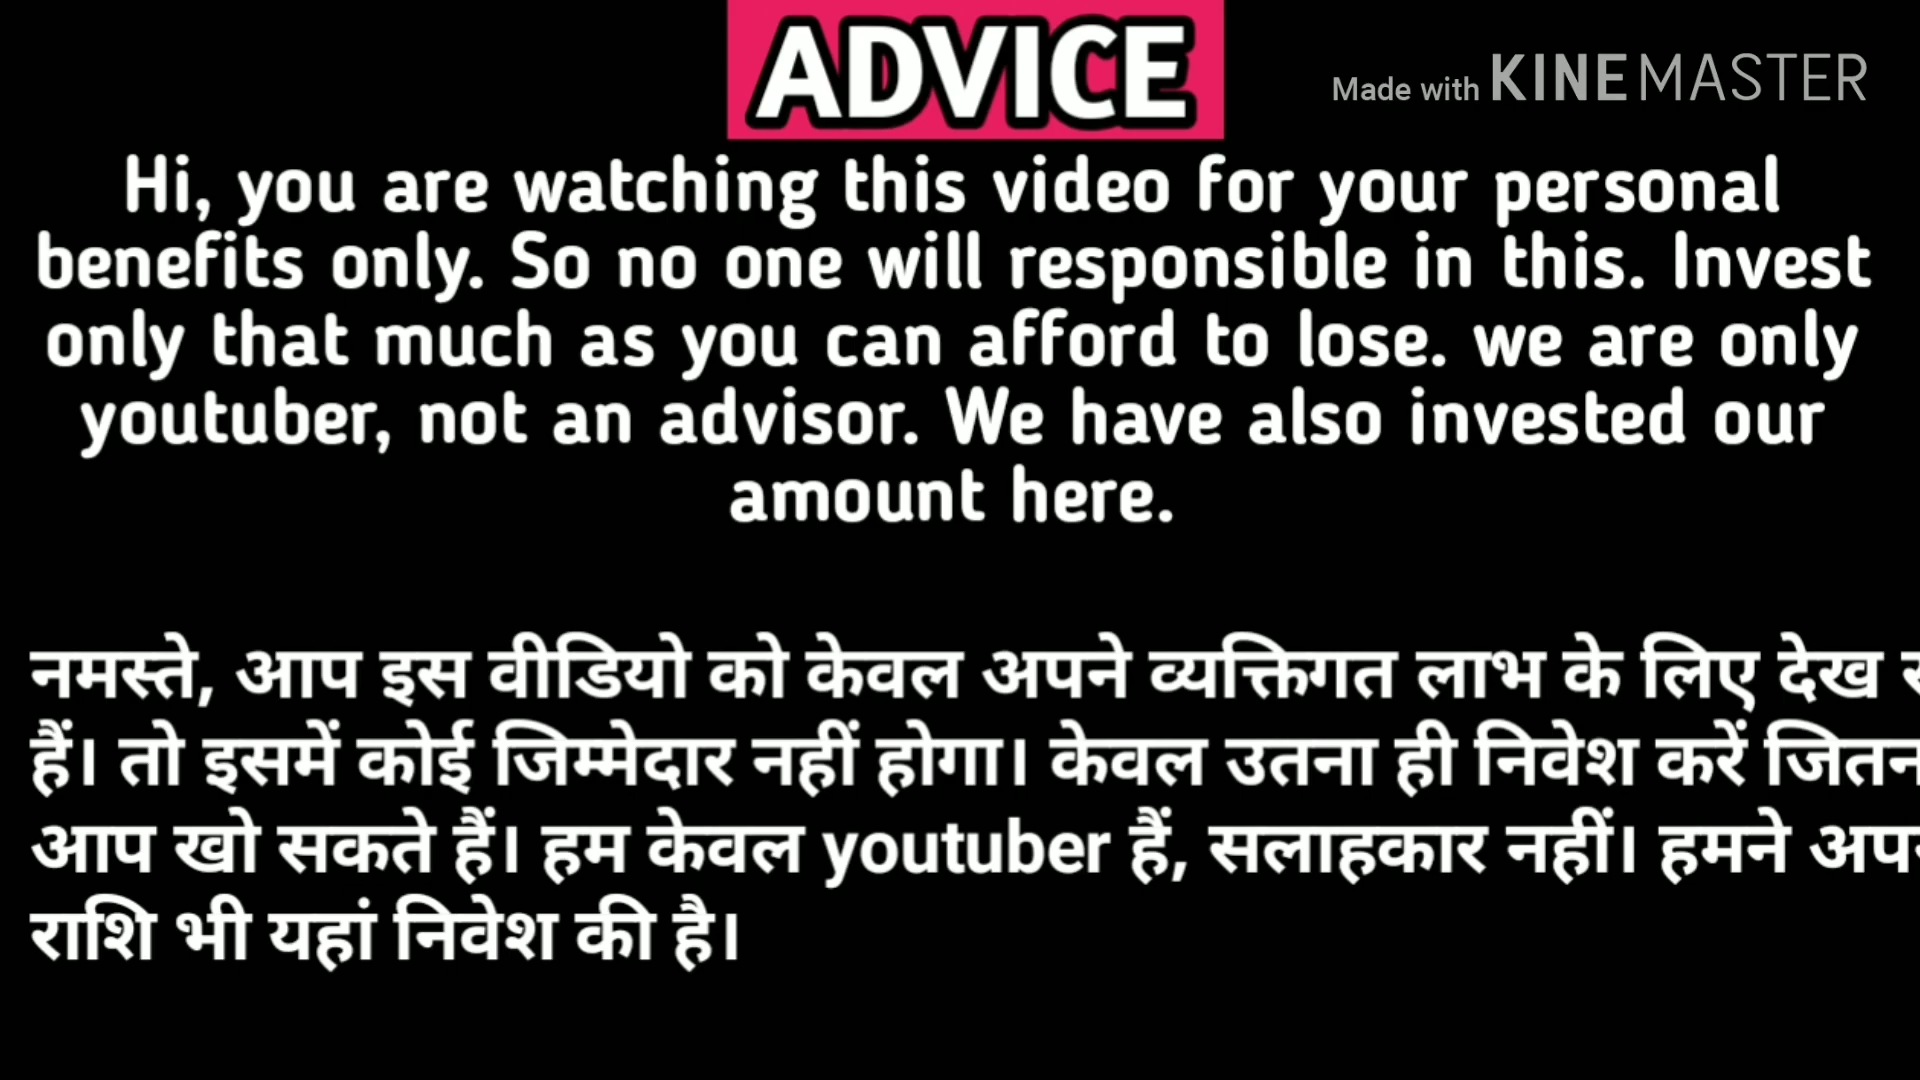 ADVICE
Made with KINEMASTER
Hi, you are watching this video for your personal
benefits only. So no one will responsible in this. Invest
only that much as you can afford to lose. we are only
youtuber, not an advisor. We have also invested our
amount here.
नमस्ते, आप इस वीडियो को केवल अपने व्यक्तिगत लाभ के लिए देख
हैं। तो इसमें कोई जिम्मेदार नहीं होगा। केवल उतना ही निवेश करें
आप खो सकते हैं। हम केवल youtuber हैं, सलाहकार नहीं। हमने
राशि भी यहां निवेश की है।